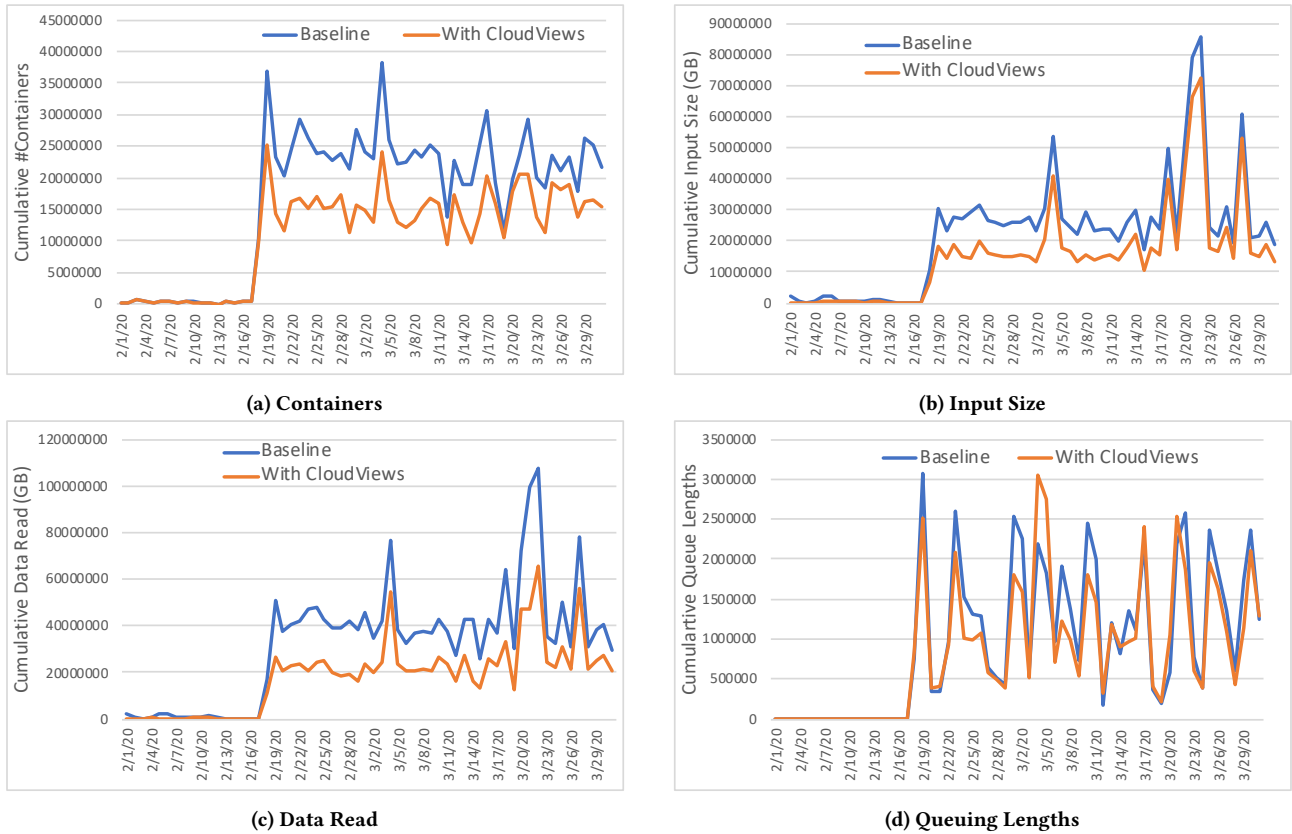 Baseline With CloudViews
Cumulative #Containers
45000000
40000000
35000000
30000000
25000000
20000000
15000000
10000000
5000000
0
2/1/20 2/4/20 2/7/20 2/10/20 2/13/20 2/16/20 2/19/20 2/22/20 2/25/20 2/28/20 3/2/20 3/5/20 3/8/20 3/11/20 3/14/20 3/17/20 3/20/20 3/23/20 3/26/20 3/29/20
(a) Containers
Baseline
With CloudViews
Cumulative Input Size (GB)
90000000
80000000
70000000
60000000
50000000
40000000
30000000
20000000
10000000
0
2/1/20 2/4/20 2/7/20 2/10/20 2/13/20 2/16/20 2/19/20 2/22/20 2/25/20 2/28/20 3/2/20 3/5/20 3/8/20 3/11/20 3/14/20 3/17/20 3/20/20 3/23/20 3/26/20 3/29/20
(b) Input Size
Baseline
With CloudViews
Cumulative Data Read (GB)
120000000
100000000
80000000
60000000
40000000
20000000
0
2/1/20 2/4/20 2/7/20 2/10/20 2/13/20 2/16/20 2/19/20 2/22/20 2/25/20 2/28/20 3/2/20 3/5/20 3/8/20 3/11/20 3/14/20 3/17/20 3/20/20 3/23/20 3/26/20 3/29/20
(c) Data Read
Baseline With CloudViews
Cumulartive Queue Lengths
3500000
3000000
2500000
2000000
1500000
1000000
500000
0
2/1/20 2/4/20 2/7/20 2/10/20 2/13/20 2/16/20 2/19/20 2/22/20 2/25/20 2/28/20 3/2/20 3/5/20 3/8/20 3/11/20 3/14/20 3/17/20 3/20/20 3/23/20 3/26/20 3/29/20
(d) Queuing Lengths